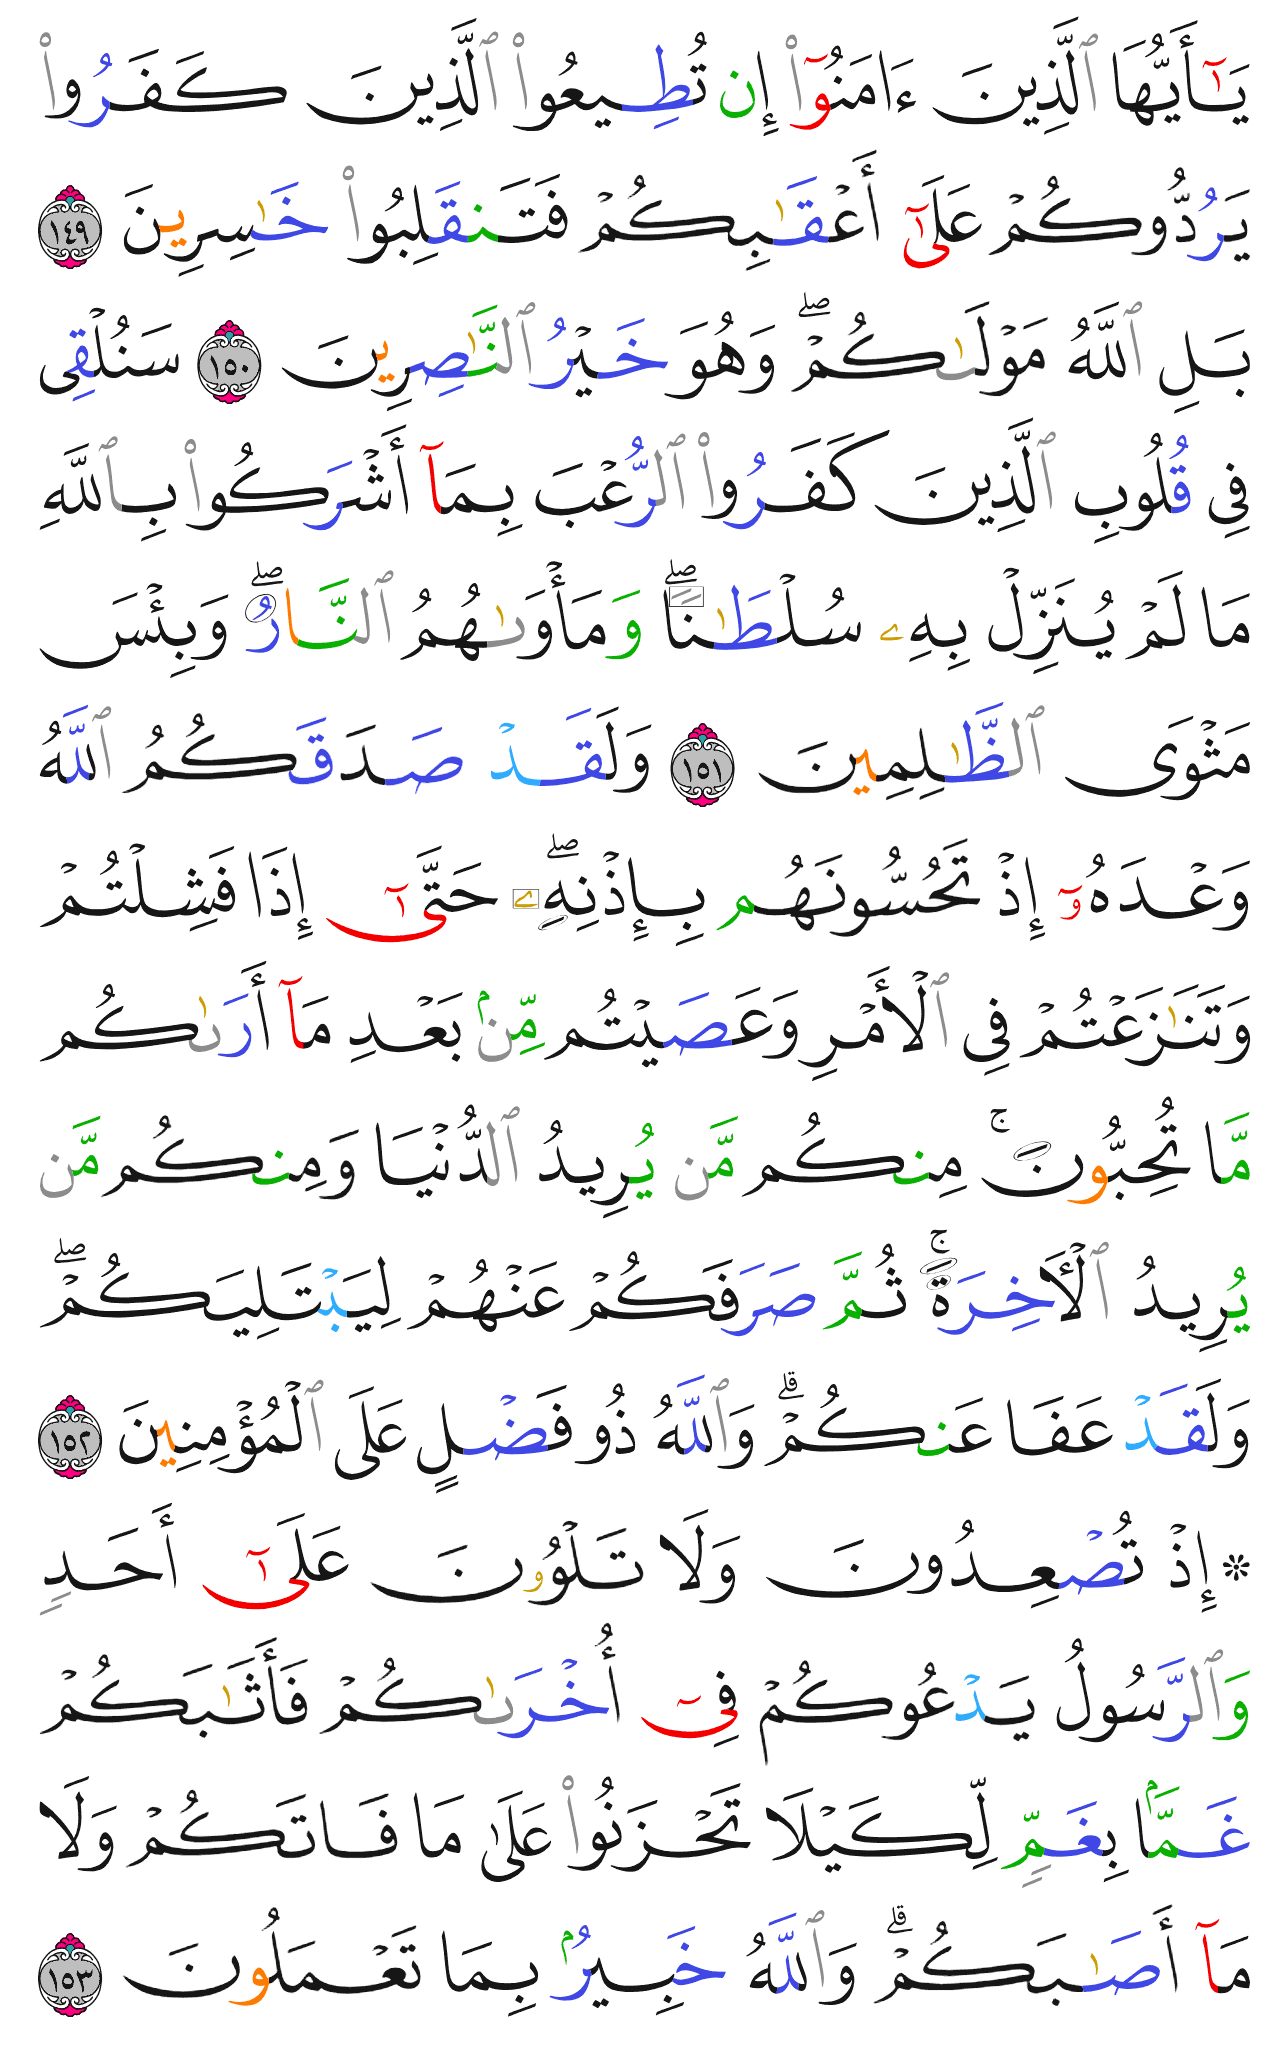 يَـٰٓأَيُّهَا ٱلَّذِينَ ءَامَنُوٓا۟ إِن تُطِيعُوا۟ ٱلَّذِينَ كَفَرُوا۟
يَرُدُّوكُمْ عَلَىٰٓ أَعْقَـٰبِكُمْ فَتَنقَلِبُوا۟ خَـٰسِرِينَ ١٤٩
بَلِ ٱللَّهُ مَوْلَىٰكُمْ ۖ وَهُوَ خَيْرُ ٱلنَّـٰصِرِينَ ١٥٠ سَنُلْقِى
فِى قُلُوبِ ٱلَّذِينَ كَفَرُوا۟ ٱلرُّعْبَ بِمَآ أَشْرَكُوا۟ بِٱللَّهِ
مَا لَمْ يُنَزِّلْ بِهِۦ سُلْطَـٰنًا ۖ وَمَأْوَىٰهُمُ ٱلنَّارُ ۖ وَبِئْسَ
مَثْوَى ٱلظَّـٰلِمِينَ ١٥١ وَلَقَدْ صَدَقَكُمُ ٱللَّهُ
وَعْدَهُۥٓ إِذْ تَحُسُّونَهُم بِإِذْنِهِۦ ۖ حَتَّىٰٓ إِذَا فَشِلْتُمْ
وَتَنَـٰزَعْتُمْ فِى ٱلْأَمْرِ وَعَصَيْتُم مِّنۢ بَعْدِ مَآ أَرَىٰكُم
مَّا تُحِبُّونَ ۚ مِنكُم مَّن يُرِيدُ ٱلدُّنْيَا وَمِنكُم مَّن
يُرِيدُ ٱلْأَخِرَةَ ۚ ثُمَّ صَرَفَكُمْ عَنْهُمْ لِيَبْتَلِيَكُمْ ۖ
وَلَقَدْ عَفَا عَنكُمْ ۗ وَٱللَّهُ ذُو فَضْلٍ عَلَى ٱلْمُؤْمِنِينَ ١٥٢
۞ إِذْ تُصْعِدُونَ وَلَا تَلْوُۥنَ عَلَىٰٓ أَحَدٍ
وَٱلرَّسُولُ يَدْعُوكُمْ فِىٓ أُخْرَىٰكُمْ فَأَثَـٰبَكُمْ
غَمًّۢا بِغَمٍّ لِّكَيْلَا تَحْزَنُوا۟ عَلَىٰ مَا فَاتَكُمْ وَلَا
مَآ أَصَـٰبَكُمْ ۗ وَٱللَّهُ خَبِيرٌۢ بِمَا تَعْمَلُونَ ١٥٣